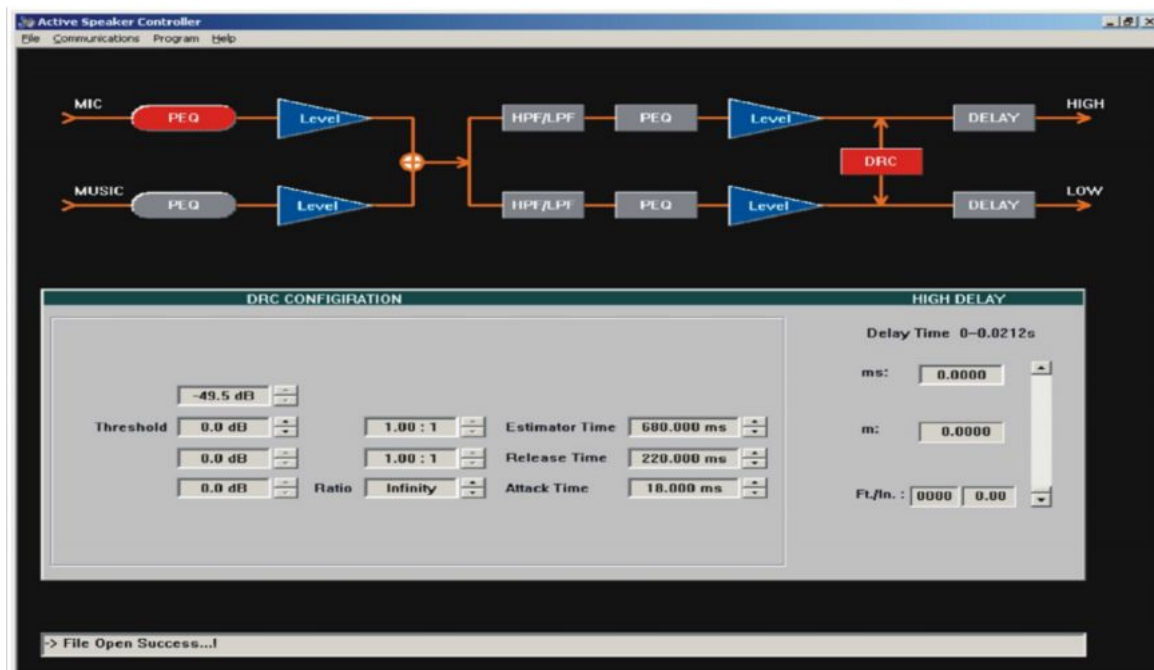 Active Speaker Controller
File Communications Program Help
MIC PEQ Level HPF/LPF PEQ Level DELAY HIGH
DRC
MUSIC PEQ Level HPF/LPF PEQ Level DELAY LOW
DRC CONFIGIRATION HIGH DELAY
Delay Time 0-0.0212s
ms: 0.0000
-49.5 dB
Threshold 0.0 dB 1.00 : 1 Estimator Time 680.000 ms
m: 0.0000
0.0 dB 1.00 : 1 Release Time 220.000 ms
0.0 dB Ratio Infinity Attack Time 18.000 ms
Ft./In. : 0000 0.00
-> File Open Success...!